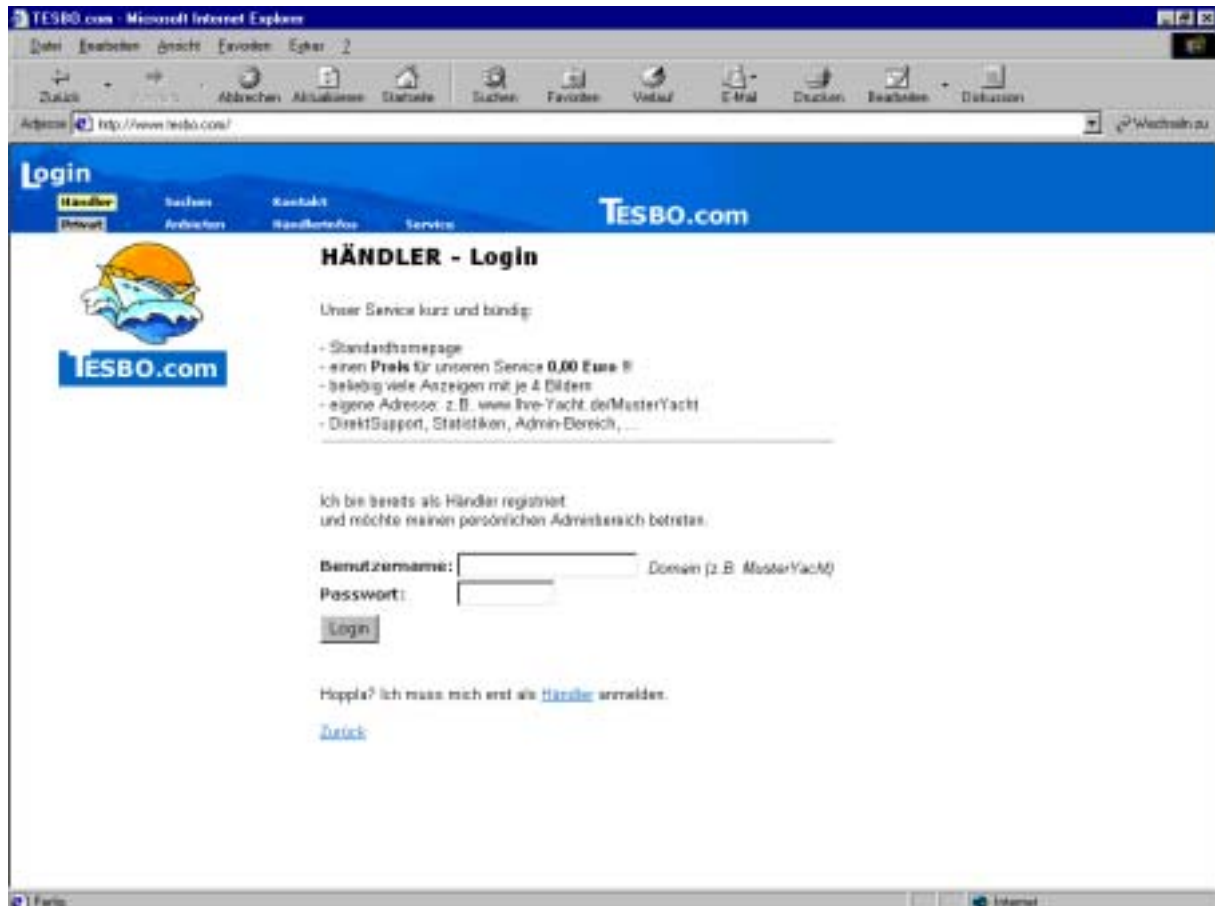 TESBO.com - Microsoft Internet Explorer
Datei Bearbeiten Ansicht Favoriten Extras ?
Zurück Abbrechen Aktualisieren Startseite Suchen Favoriten Verlauf E-Mail Drucken Bearbeiten Diskussion
Adresse http://www.tesbo.com/ Wechseln zu
Login
Händler Suchen Kontakt
Privat Anbieten Händlerinfos Service
TESBO.com
TESBO.com
HÄNDLER - Login
Unser Service kurz und bündig:
- Standardhomepage
- einen Preis für unseren Service 0,00 Euro !!!
- beliebig viele Anzeigen mit je 4 Bildern
- eigene Adresse: z.B. www.Ihre-Yacht.de/MusterYacht
- DirektSupport, Statistiken, Admin-Bereich, ...
Ich bin bereits als Händler registriert
und möchte meinen persönlichen Adminbereich betreten.
Benutzername: Domain (z.B. MusterYacht)
Passwort:
Login
Hoppla? Ich muss mich erst als Händler anmelden.
Zurück
Fertig Internet